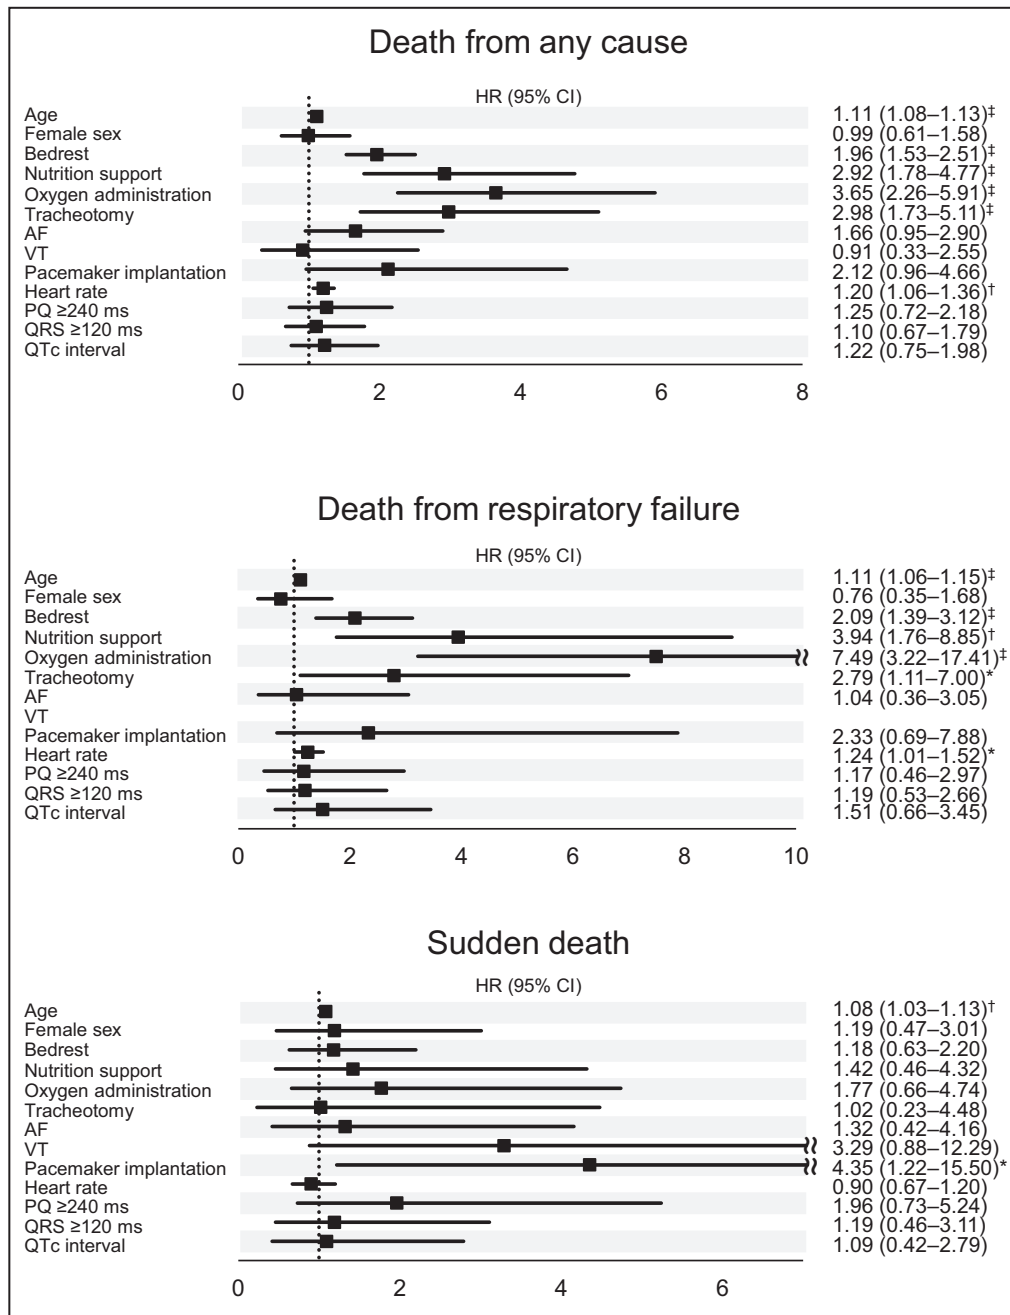 Death from any cause
HR (95% CI)
Age 1.11 (1.08–1.13)‡
Female sex 0.99 (0.61–1.58)
Bedrest 1.96 (1.53–2.51)‡
Nutrition support 2.92 (1.78–4.77)‡
Oxygen administration 3.65 (2.26–5.91)‡
Tracheotomy 2.98 (1.73–5.11)‡
AF 1.66 (0.95–2.90)
VT 0.91 (0.33–2.55)
Pacemaker implantation 2.12 (0.96–4.66)
Heart rate 1.20 (1.06–1.36)†
PQ ≥240 ms 1.25 (0.72–2.18)
QRS ≥120 ms 1.10 (0.67–1.79)
QTc interval 1.22 (0.75–1.98)
0 2 4 6 8
Death from respiratory failure
HR (95% CI)
Age 1.11 (1.06–1.15)‡
Female sex 0.76 (0.35–1.68)
Bedrest 2.09 (1.39–3.12)‡
Nutrition support 3.94 (1.76–8.85)†
Oxygen administration 7.49 (3.22–17.41)‡
Tracheotomy 2.79 (1.11–7.00)*
AF 1.04 (0.36–3.05)
VT
Pacemaker implantation 2.33 (0.69–7.88)
Heart rate 1.24 (1.01–1.52)*
PQ ≥240 ms 1.17 (0.46–2.97)
QRS ≥120 ms 1.19 (0.53–2.66)
QTc interval 1.51 (0.66–3.45)
0 2 4 6 8 10
Sudden death
HR (95% CI)
Age 1.08 (1.03–1.13)†
Female sex 1.19 (0.47–3.01)
Bedrest 1.18 (0.63–2.20)
Nutrition support 1.42 (0.46–4.32)
Oxygen administration 1.77 (0.66–4.74)
Tracheotomy 1.02 (0.23–4.48)
AF 1.32 (0.42–4.16)
VT 3.29 (0.88–12.29)
Pacemaker implantation 4.35 (1.22–15.50)*
Heart rate 0.90 (0.67–1.20)
PQ ≥240 ms 1.96 (0.73–5.24)
QRS ≥120 ms 1.19 (0.46–3.11)
QTc interval 1.09 (0.42–2.79)
0 2 4 6